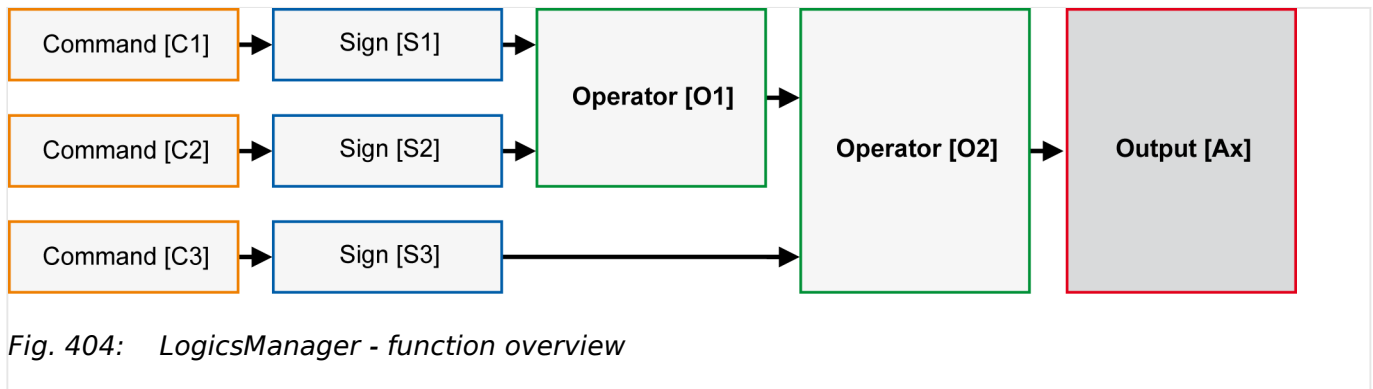 Command [C1]
Sign [S1]
Operator [O1]
Command [C2]
Sign [S2]
Operator [O2]
Output [Ax]
Command [C3]
Sign [S3]
Fig. 404: LogicsManager - function overview